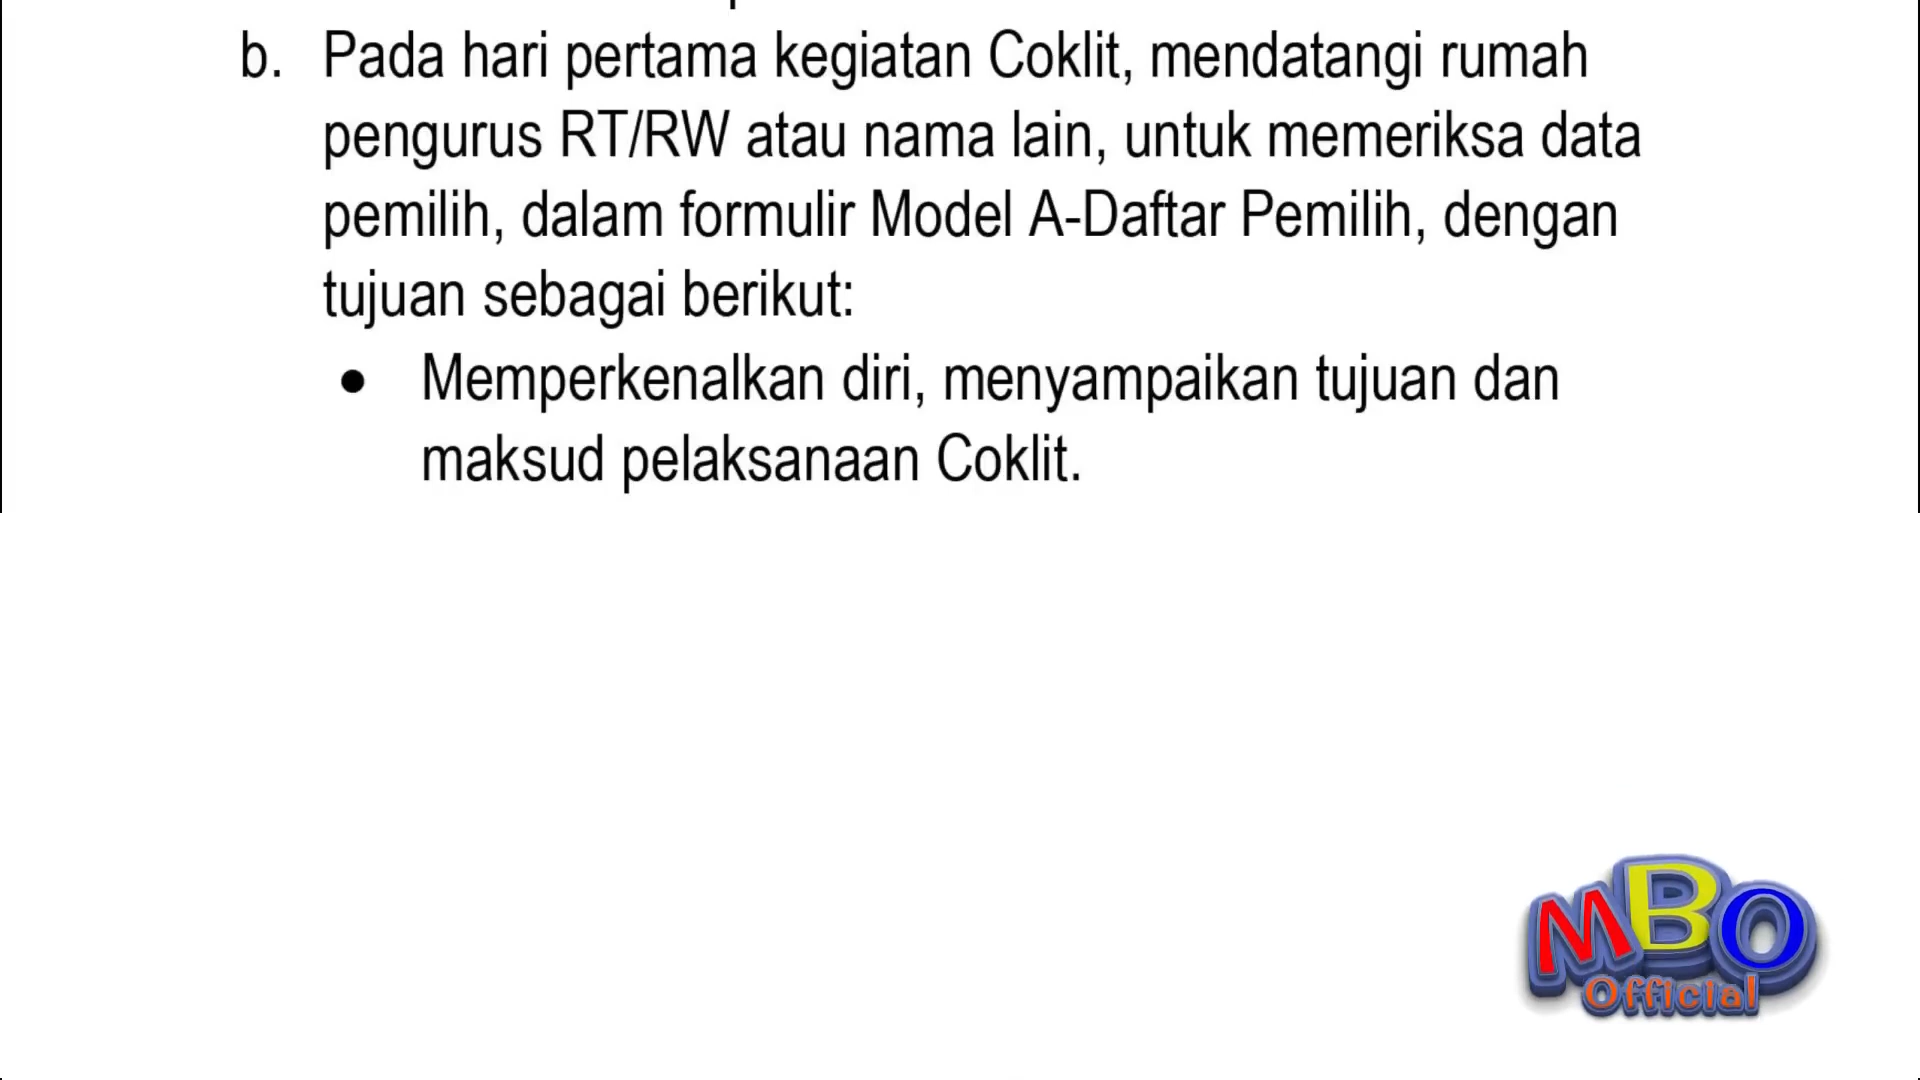 b. Pada hari pertama kegiatan Coklit, mendatangi rumah
pengurus RT/RW atau nama lain, untuk memeriksa data
pemilih, dalam formulir Model A-Daftar Pemilih, dengan
tujuan sebagai berikut:
• Memperkenalkan diri, menyampaikan tujuan dan
maksud pelaksanaan Coklit.
MBO
Official